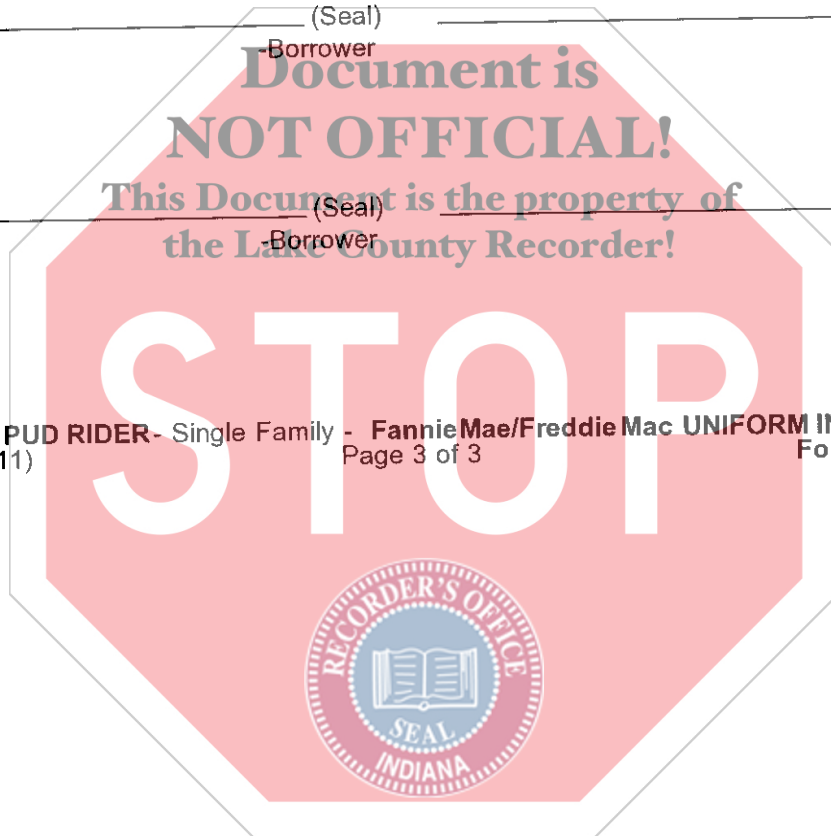 (Seal)
-Borrower
Document is
NOT OFFICIAL!
This Document is the property of
(Seal)
the Lake County Recorder!
-Borrower
STOP
PUD RIDER- Single Family - Fannie Mae/Freddie Mac UNIFORM
11)
Page 3 of 3
RECORDER'S OFFICE
SEAL
INDIANA